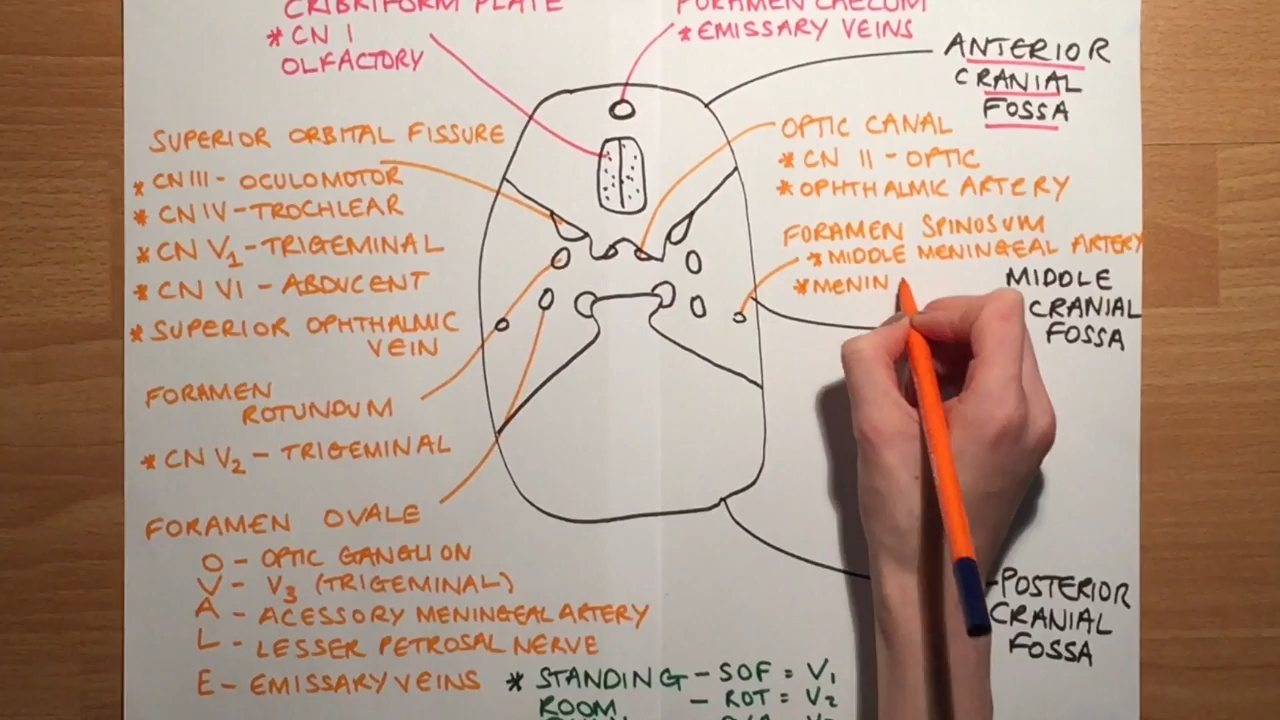 CRIBRIFORM PLATE
* CN I
OLFACTORY
FORAMEN CAECUM
* EMISSARY VEINS
ANTERIOR
CRANIAL
FOSSA
SUPERIOR ORBITAL FISSURE
* CN III - OCULOMOTOR
* CN IV - TROCHLEAR
* CN V1 - TRIGEMINAL
* CN VI - ABDUCENT
* SUPERIOR OPHTHALMIC
VEIN
OPTIC CANAL
* CN II - OPTIC
* OPHTHALMIC ARTERY
FORAMEN SPINOSUM
* MIDDLE MENINGEAL ARTERY
* MENIN
MIDDLE
CRANIAL
FOSSA
FORAMEN
ROTUNDUM
* CN V2 - TRIGEMINAL
FORAMEN OVALE
O - OPTIC GANGLION
V - V3 (TRIGEMINAL)
A - ACESSORY MENINGEAL ARTERY
L - LESSER PETROSAL NERVE
E - EMISSARY VEINS
-POSTERIOR
CRANIAL
FOSSA
* STANDING - SOF = V1
ROOM - ROT = V2